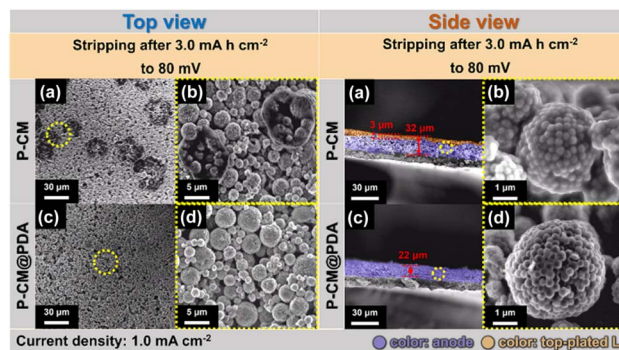 Top view
Stripping after 3.0 mA h cm⁻²
to 80 mV
P-CM
(a)
30 μm
(b)
5 μm
P-CM@PDA
(c)
30 μm
(d)
5 μm
Current density: 1.0 mA cm⁻²
Side view
Stripping after 3.0 mA h cm⁻²
to 80 mV
P-CM
(a)
3 μm
32 μm
30 μm
(b)
1 μm
P-CM@PDA
(c)
22 μm
30 μm
(d)
1 μm
color: anode
color: top-plated L